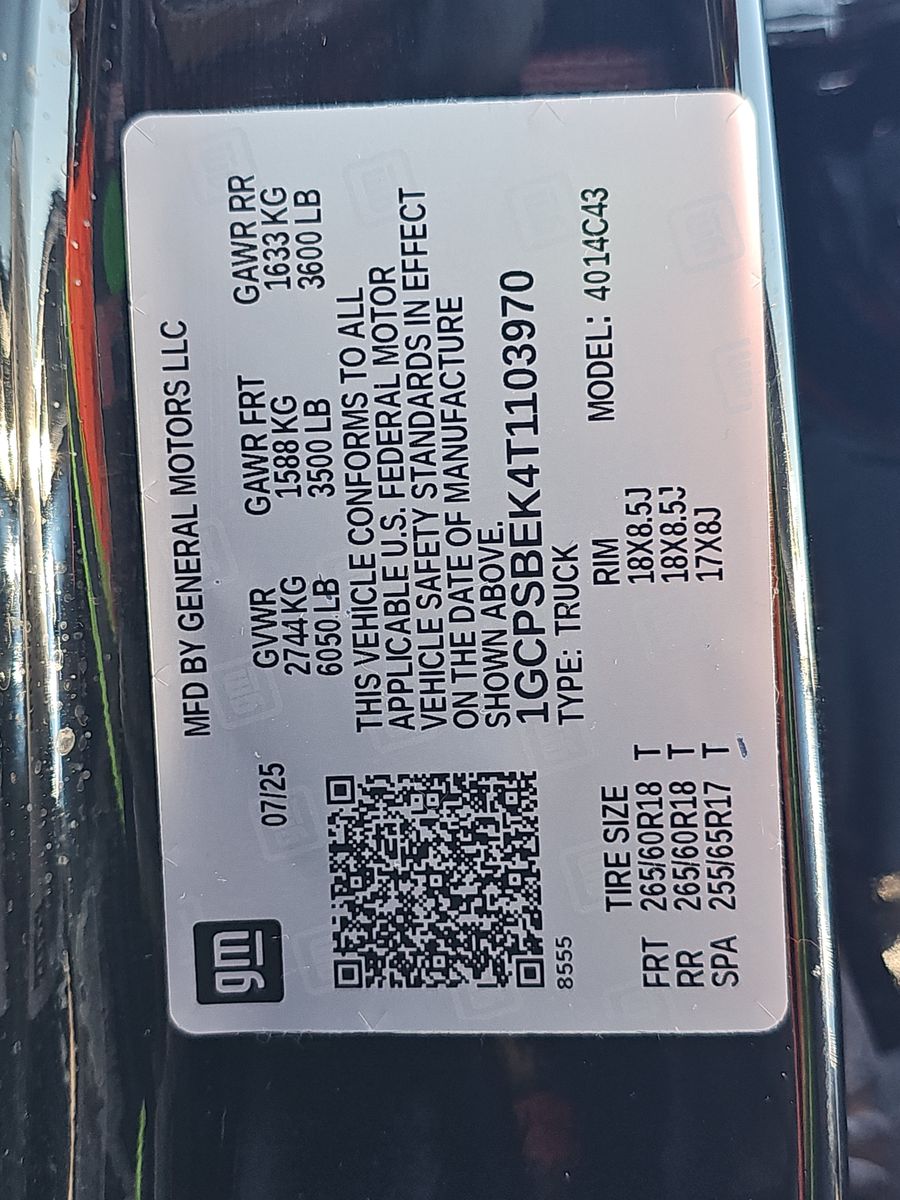 gm
MFD BY GENERAL MOTORS LLC
07/25 GVWR GAWR FRT GAWR RR
2744 KG 1588 KG 1633 KG
6050 LB 3500 LB 3600 LB
THIS VEHICLE CONFORMS TO ALL
APPLICABLE U.S. FEDERAL MOTOR
VEHICLE SAFETY STANDARDS IN EFFECT
ON THE DATE OF MANUFACTURE
SHOWN ABOVE.
1GCPSBEK4T1103970
8555 TYPE: TRUCK
TIRE SIZE RIM MODEL: 4014C43
FRT 265/60R18 T 18X8.5J
RR 265/60R18 T 18X8.5J
SPA 255/65R17 T 17X8J